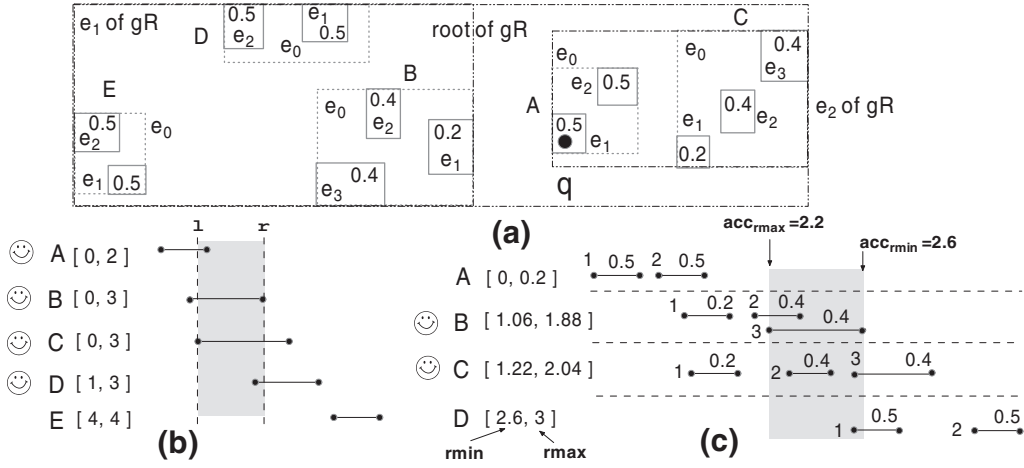 e1 of gR
D
0.5
e2
e1
0.5
e0
root of gR
C
E
0.5
e2
e0
e1
0.5
B
e0
0.4
e2
0.2
e1
e3
0.4
A
e0
e2
0.5
0.5
e1
e0
0.4
e3
0.4
e2
e1
0.2
e2 of gR
q
(a)
l
r
A [ 0, 2 ]
B [ 0, 3 ]
C [ 0, 3 ]
D [ 1, 3 ]
E [ 4, 4 ]
(b)
accrmax =2.2
accrmin =2.6
A [ 0, 0.2 ]
1 0.5 2 0.5
B [ 1.06, 1.88 ]
1 0.2 2 0.4
3 0.4
C [ 1.22, 2.04 ]
1 0.2 2 0.4 3 0.4
D [ 2.6, 3 ]
1 0.5 2 0.5
rmin rmax
(c)